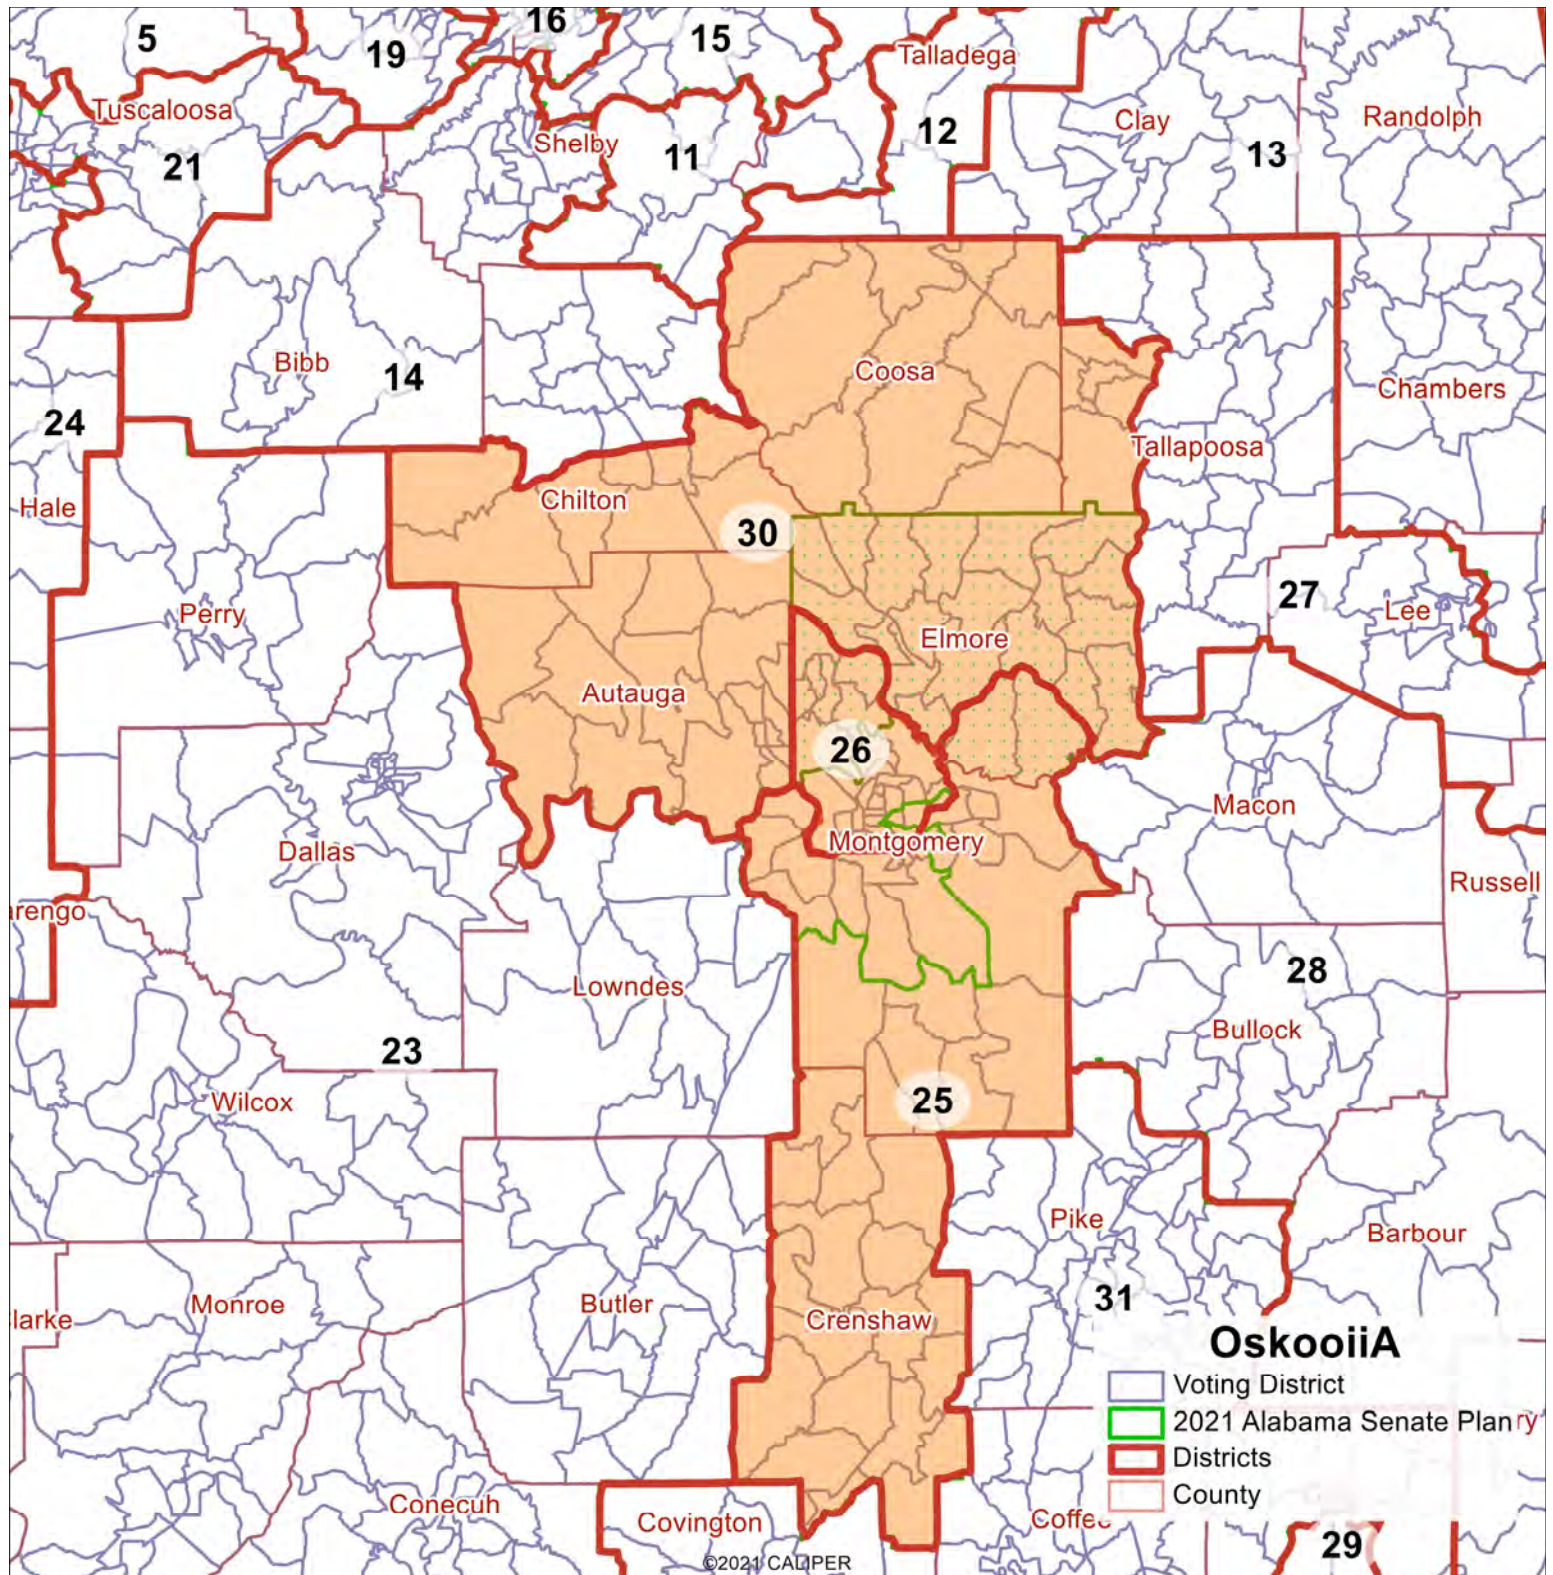 16
5
15
19
Talladega
Tuscaloosa
Clay
Randolph
Shelby
12
11
13
21
Bibb
14
Coosa
Chambers
24
Tallapoosa
Hale
Chilton
30
27
Perry
Elmore
Lee
Autauga
26
Macon
Montgomery
Dallas
Russell
arengo
28
Lowndes
Bullock
23
25
Wilcox
Pike
Barbour
31
Monroe
Butler
larke
Crenshaw
OskooiiA
Voting District
2021 Alabama Senate Plan ry
Districts
County
Conecuh
Covington
Coffee
29
©2021 CALIPER